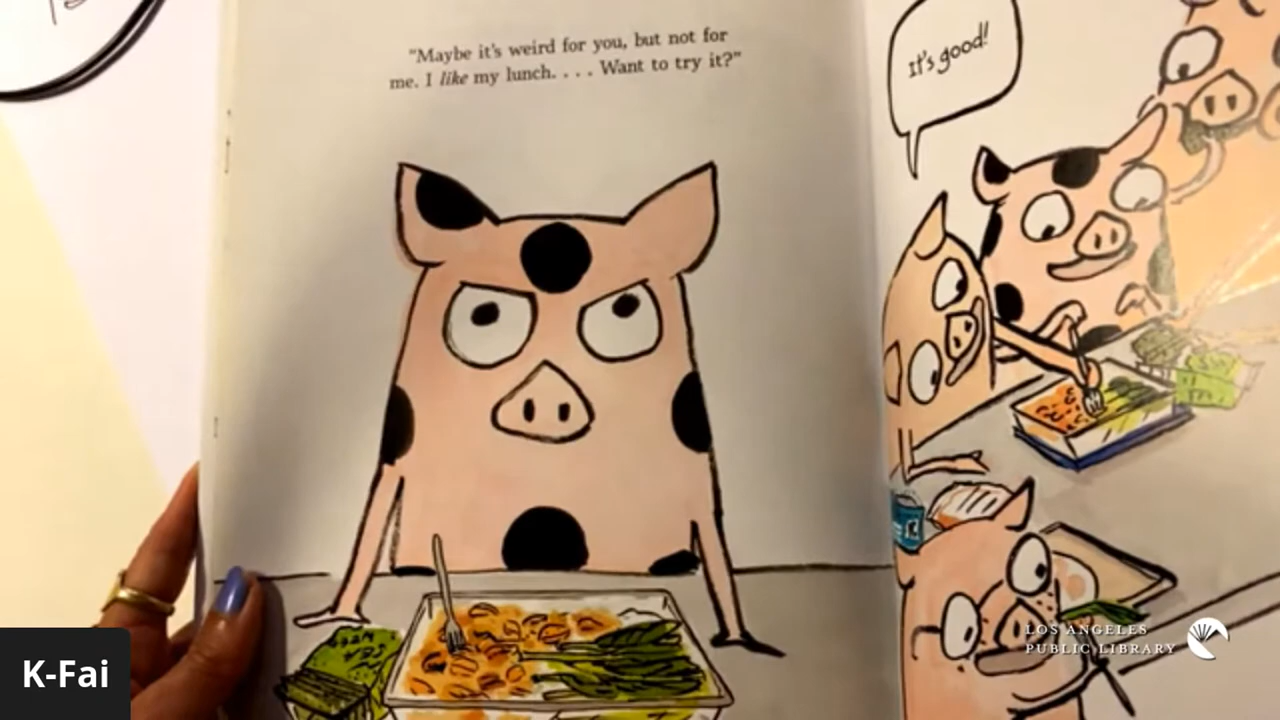 "Maybe it's weird for you, but not for
me. I like my lunch. . . . Want to try it?"
It's good!
K-Fai
LOS ANGELES
PUBLIC LIBRARY